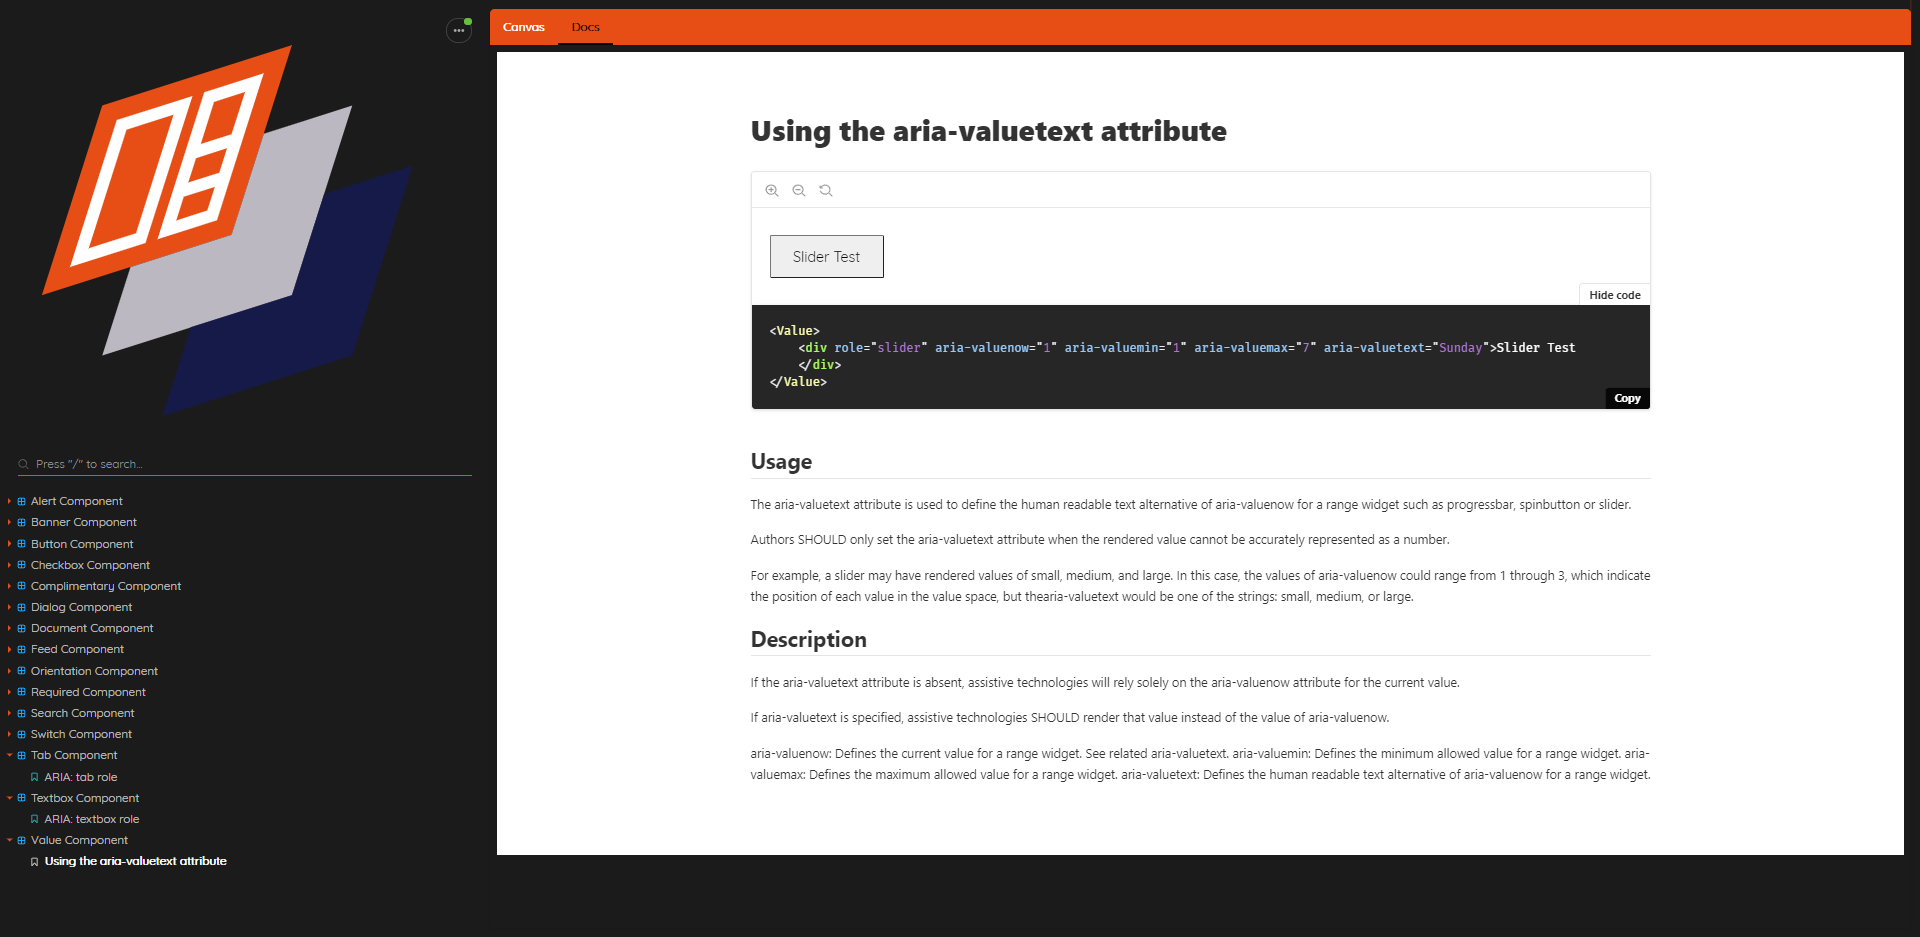 Canvas
Docs
Press "/" to search...
Alert Component
Banner Component
Button Component
Checkbox Component
Complimentary Component
Dialog Component
Document Component
Feed Component
Orientation Component
Required Component
Search Component
Switch Component
Tab Component
ARIA: tab role
Textbox Component
ARIA: textbox role
Value Component
Using the aria-valuetext attribute
Using the aria-valuetext attribute
Slider Test
Hide code
<Value>
<div role="slider" aria-valuenow="1" aria-valuemin="1" aria-valuemax="7" aria-valuetext="Sunday">Slider Test
</div>
</Value>
Copy
Usage
The aria-valuetext attribute is used to define the human readable text alternative of aria-valuenow for a range widget such as progressbar, spinbutton or slider.
Authors SHOULD only set the aria-valuetext attribute when the rendered value cannot be accurately represented as a number.
For example, a slider may have rendered values of small, medium, and large. In this case, the values of aria-valuenow could range from 1 through 3, which indicate
the position of each value in the value space, but thearia-valuetext would be one of the strings: small, medium, or large.
Description
If the aria-valuetext attribute is absent, assistive technologies will rely solely on the aria-valuenow attribute for the current value.
If aria-valuetext is specified, assistive technologies SHOULD render that value instead of the value of aria-valuenow.
aria-valuenow: Defines the current value for a range widget. See related aria-valuetext. aria-valuemin: Defines the minimum allowed value for a range widget. aria-
valuemax: Defines the maximum allowed value for a range widget. aria-valuetext: Defines the human readable text alternative of aria-valuenow for a range widget.